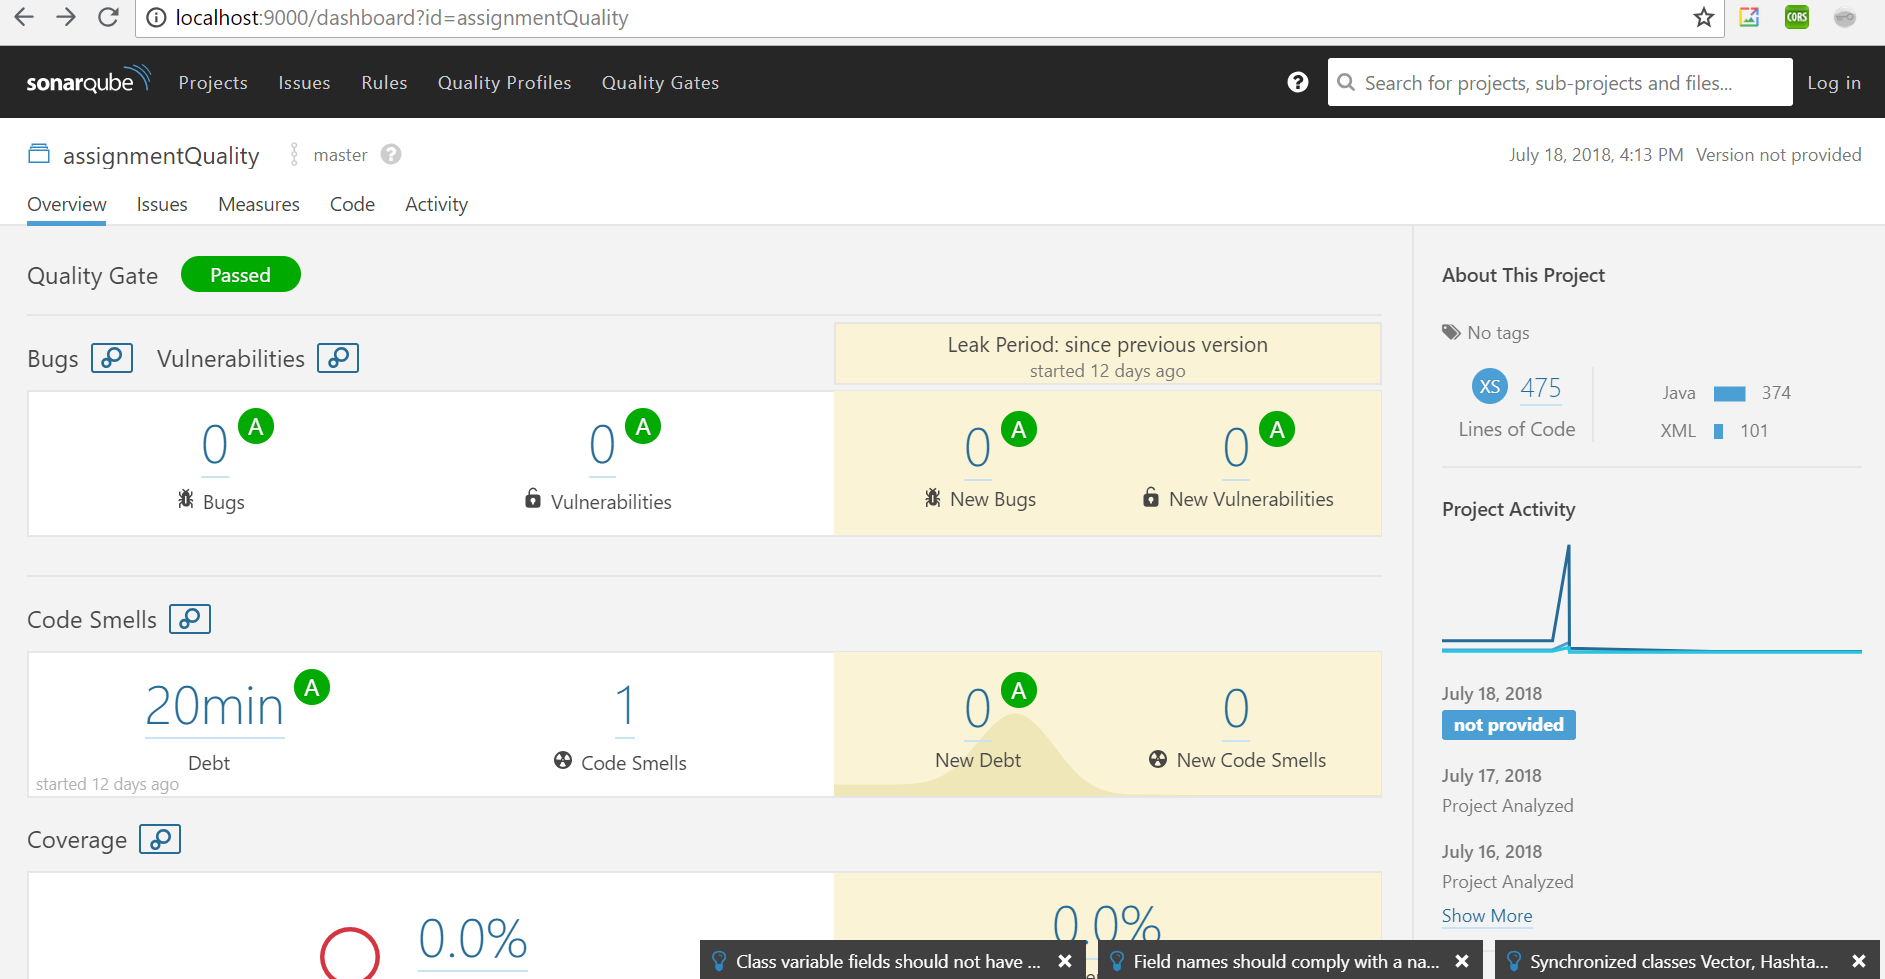 localhost:9000/dashboard?id=assignmentQuality
CORS
sonarqube Projects Issues Rules Quality Profiles Quality Gates ? Search for projects, sub-projects and files... Log in
assignmentQuality master ? July 18, 2018, 4:13 PM Version not provided
Overview Issues Measures Code Activity
Quality Gate Passed
Bugs Vulnerabilities
Leak Period: since previous version
started 12 days ago
0 A 0 A 0 A 0 A
Bugs Vulnerabilities New Bugs New Vulnerabilities
Code Smells
20min A 1 0 A 0
Debt Code Smells New Debt New Code Smells
started 12 days ago
Coverage
0.0% 0.0%
About This Project
No tags
XS 475 Java 374
Lines of Code XML 101
Project Activity
July 18, 2018
not provided
July 17, 2018
Project Analyzed
July 16, 2018
Project Analyzed
Show More
Class variable fields should not have ... Field names should comply with a na... Synchronized classes Vector, Hashta...